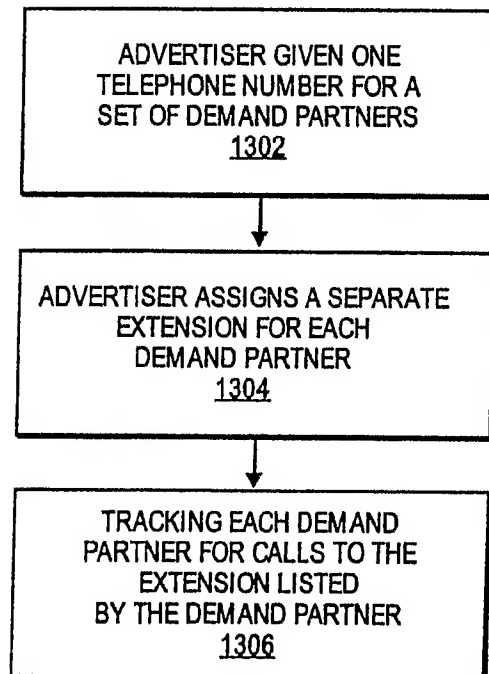 ADVERTISER GIVEN ONE
TELEPHONE NUMBER FOR A
SET OF DEMAND PARTNERS
1302
ADVERTISER ASSIGNS A SEPARATE
EXTENSION FOR EACH
DEMAND PARTNER
1304
TRACKING EACH DEMAND
PARTNER FOR CALLS TO THE
EXTENSION LISTED
BY THE DEMAND PARTNER
1306